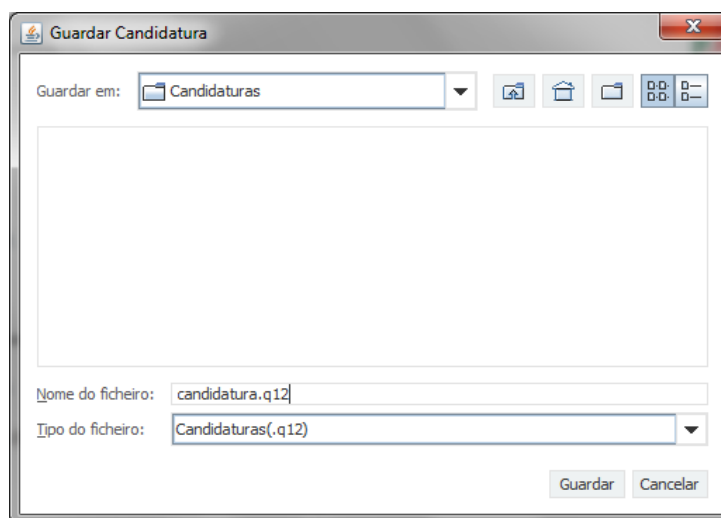 Guardar Candidatura
Guardar em: Candidaturas
Nome do ficheiro: candidatura.q12
Tipo do ficheiro: Candidaturas(.q12)
Guardar Cancelar